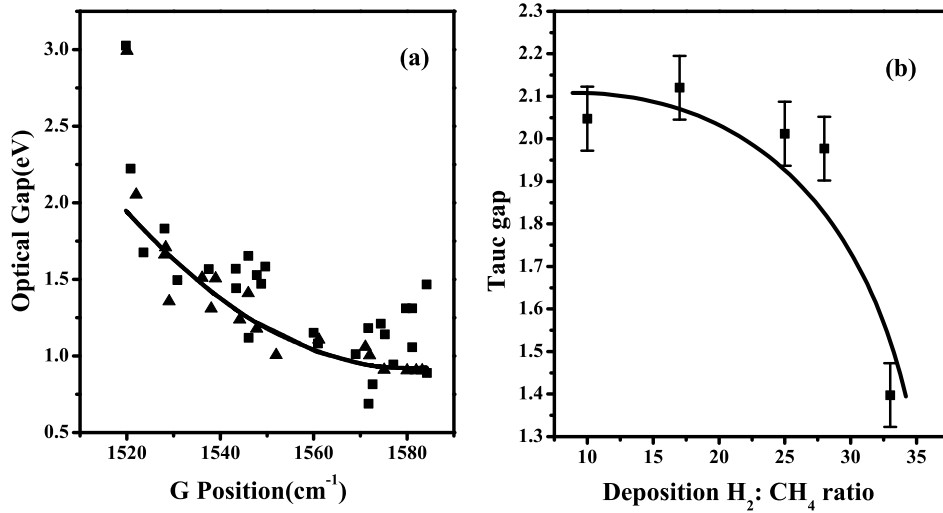 (a)
Optical Gap(eV)
3.0
2.5
2.0
1.5
1.0
0.5
1520 1540 1560 1580
G Position(cm⁻¹)
(b)
Tauc gap
2.3
2.2
2.1
2.0
1.9
1.8
1.7
1.6
1.5
1.4
1.3
10 15 20 25 30 35
Deposition H₂: CH₄ ratio